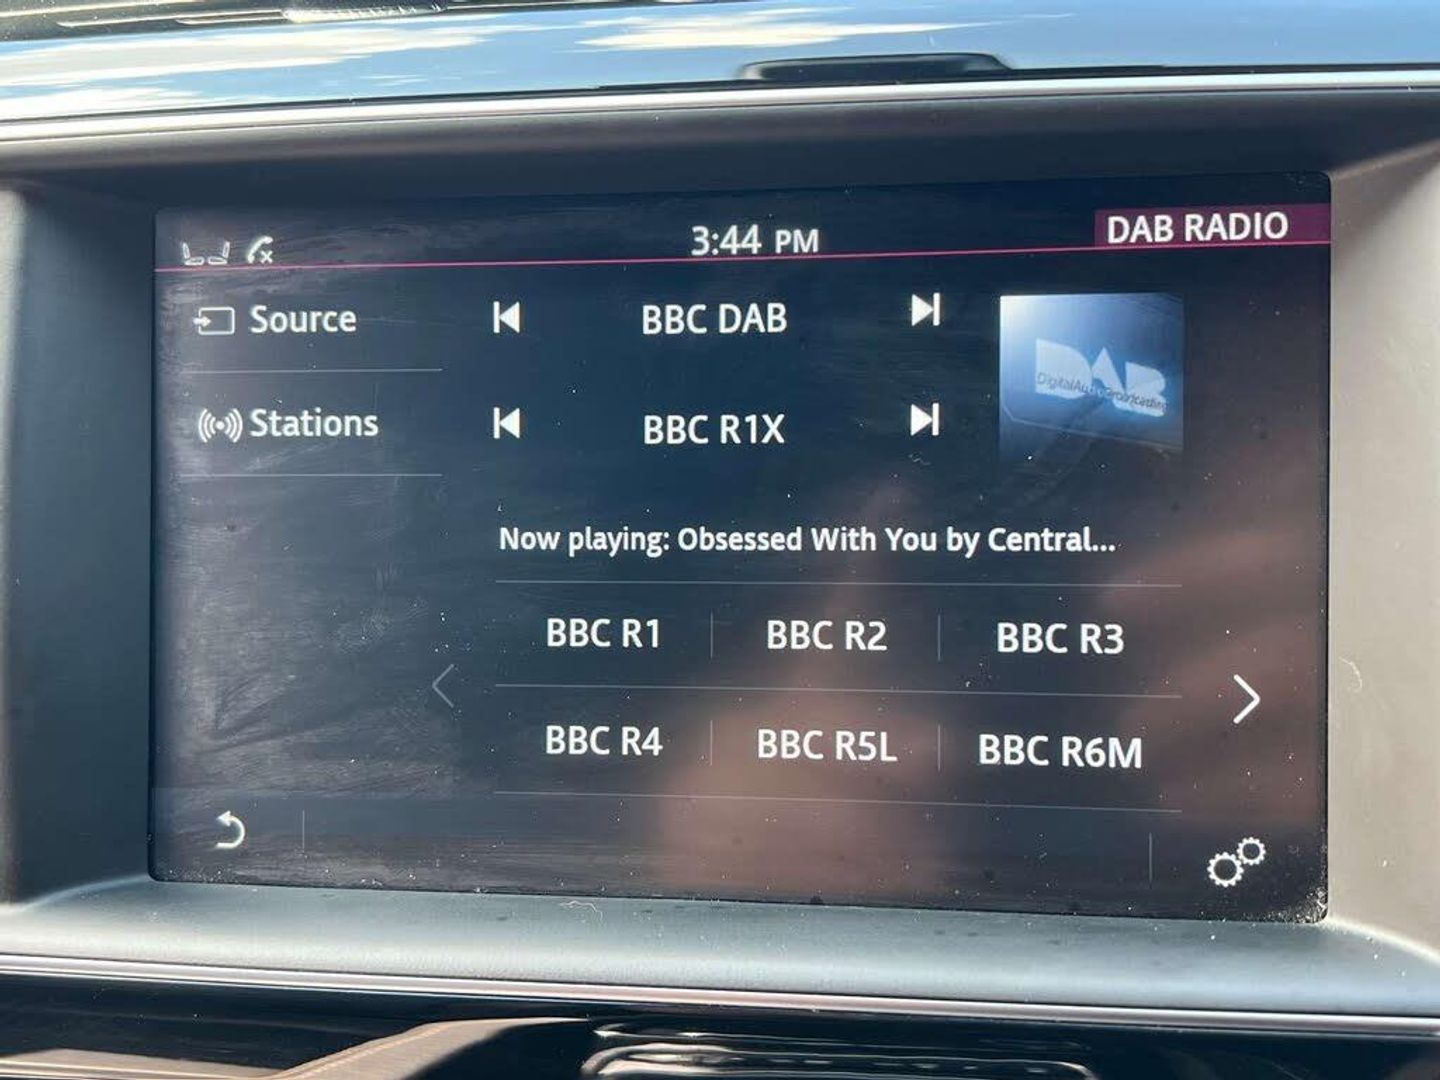 3:44 PM
DAB RADIO
Source
BBC DAB
DAB
Stations
BBC R1X
Now playing: Obsessed With You by Central...
BBC R1
BBC R2
BBC R3
BBC R4
BBC R5L
BBC R6M